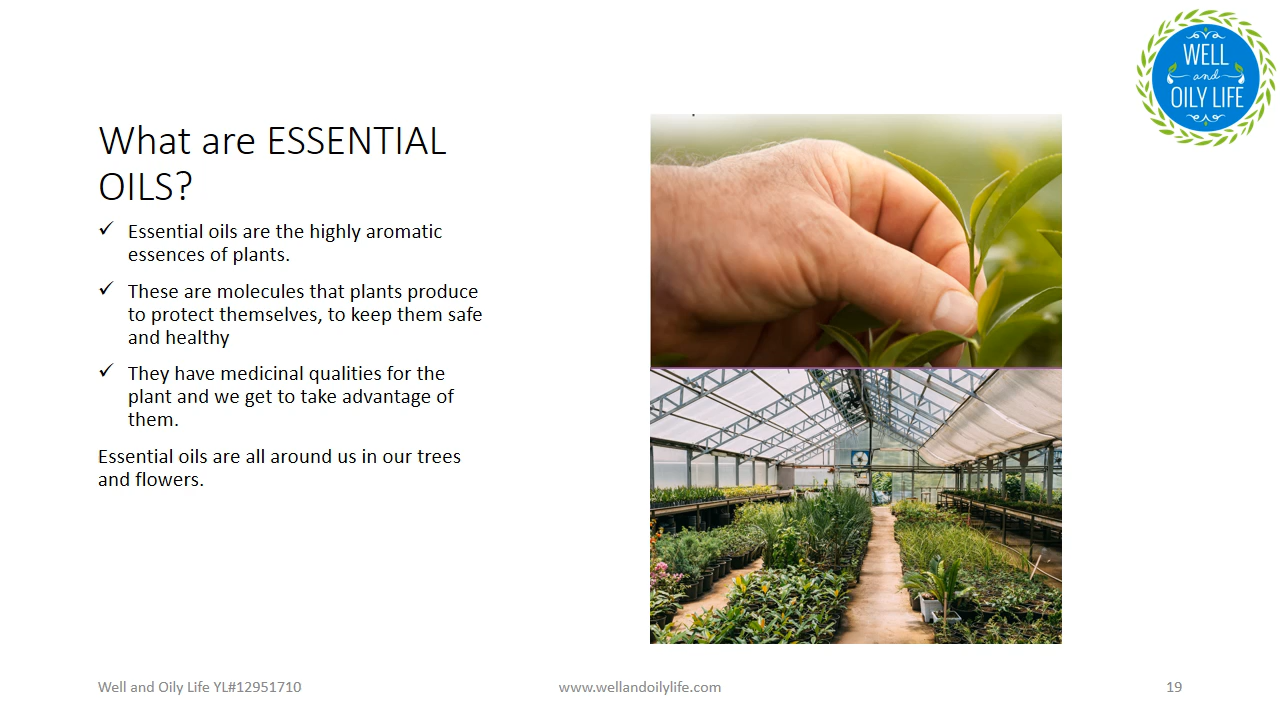 WELL
and
OILY LIFE
What are ESSENTIAL
OILS?
✓ Essential oils are the highly aromatic
essences of plants.
✓ These are molecules that plants produce
to protect themselves, to keep them safe
and healthy
✓ They have medicinal qualities for the
plant and we get to take advantage of
them.
Essential oils are all around us in our trees
and flowers.
Well and Oily Life YL#12951710
www.wellandoilylife.com
19